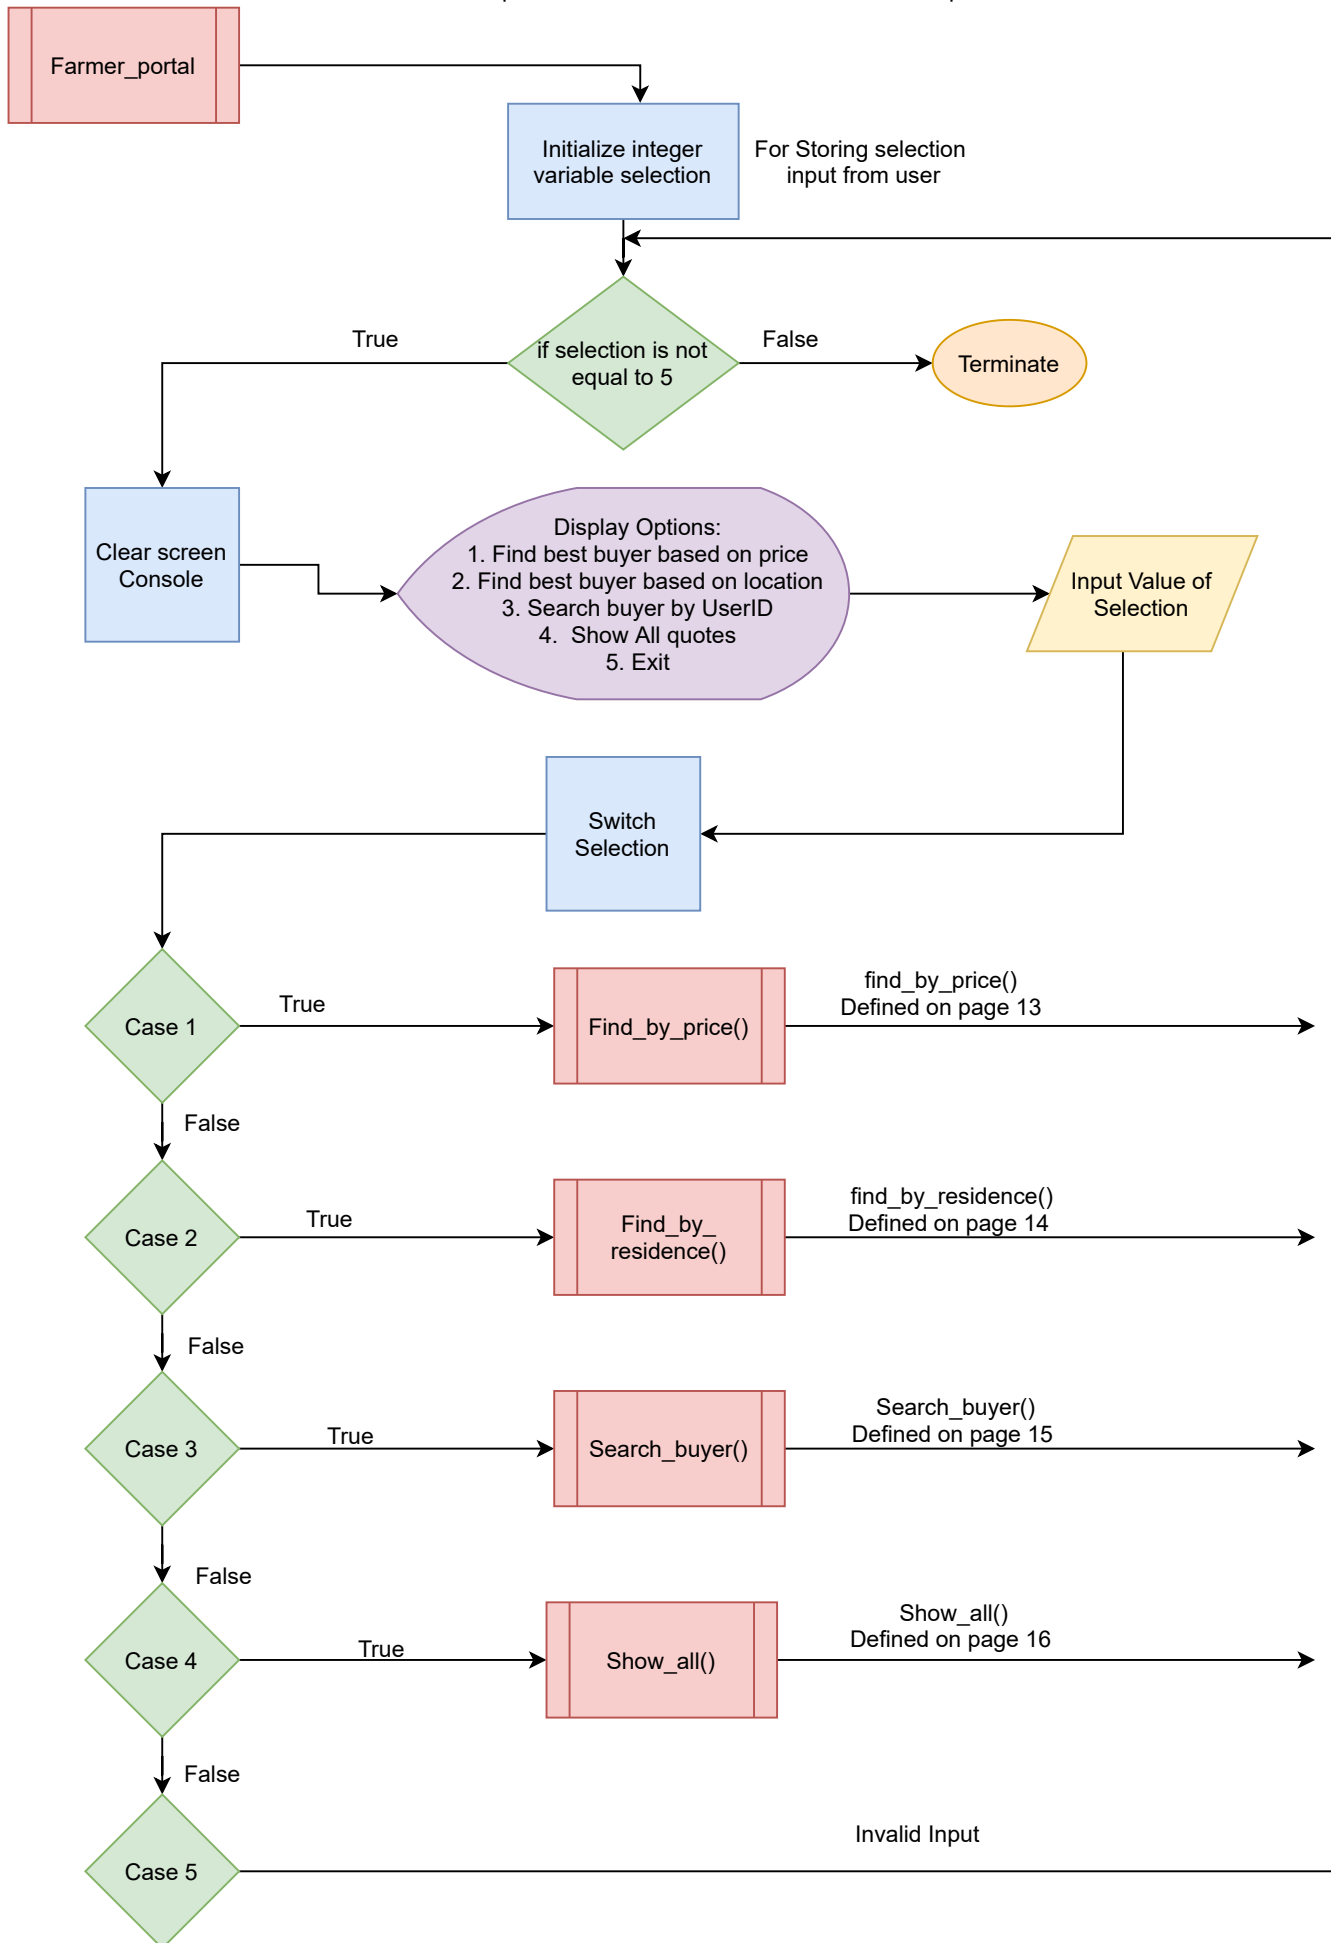 Farmer_portal
Initialize integer
variable selection
For Storing selection
input from user
True
if selection is not
equal to 5
False
Terminate
Clear screen
Console
Display Options:
1. Find best buyer based on price
2. Find best buyer based on location
3. Search buyer by UserID
4. Show All quotes
5. Exit
Input Value of
Selection
Switch
Selection
Case 1
True
Find_by_price()
find_by_price()
Defined on page 13
False
Case 2
True
Find_by_
residence()
find_by_residence()
Defined on page 14
False
Case 3
True
Search_buyer()
Search_buyer()
Defined on page 15
False
Case 4
True
Show_all()
Show_all()
Defined on page 16
False
Case 5
Invalid Input